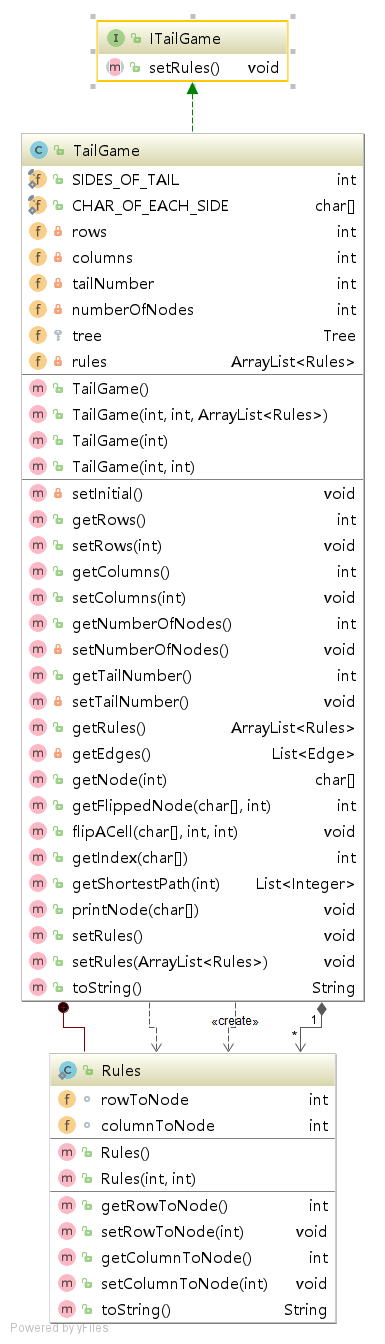 I ITailGame
m setRules() void
C TailGame
f SIDES_OF_TAIL int
f CHAR_OF_EACH_SIDE char[]
f rows int
f columns int
f tailNumber int
f numberOfNodes int
f tree Tree
f rules ArrayList<Rules>
m TailGame()
m TailGame(int, int, ArrayList<Rules>)
m TailGame(int)
m TailGame(int, int)
m setInitial() void
m getRows() int
m setRows(int) void
m getColumns() int
m setColumns(int) void
m getNumberOfNodes() int
m setNumberOfNodes() void
m getTailNumber() int
m setTailNumber() void
m getRules() ArrayList<Rules>
m getEdges() List<Edge>
m getNode(int) char[]
m getFlippedNode(char[], int) int
m flipACell(char[], int, int) void
m getIndex(char[]) int
m getShortestPath(int) List<Integer>
m printNode(char[]) void
m setRules() void
m setRules(ArrayList<Rules>) void
m toString() String
«create» 1
*
C Rules
f rowToNode int
f columnToNode int
m Rules()
m Rules(int, int)
m getRowToNode() int
m setRowToNode(int) void
m getColumnToNode() int
m setColumnToNode(int) void
m toString() String
Powered by yFiles